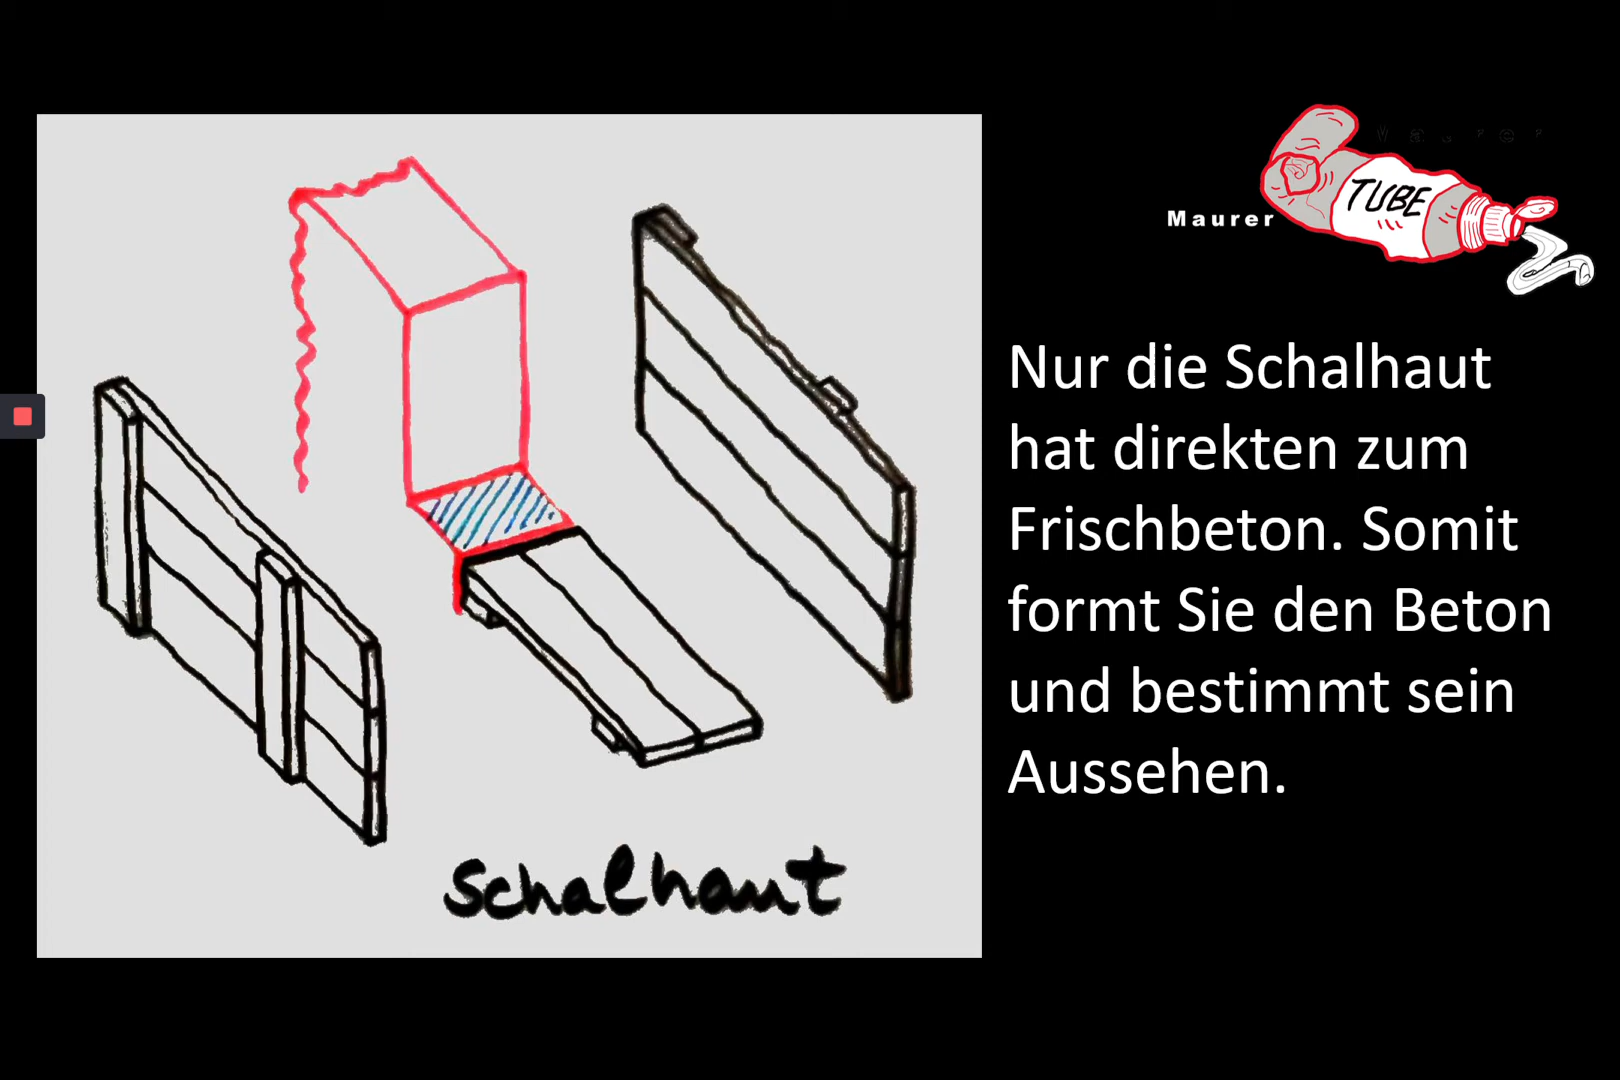 Maurer
Maurer
TUBE
Nur die Schalhaut
hat direkten zum
Frischbeton. Somit
formt Sie den Beton
und bestimmt sein
Aussehen.
Schalhaut